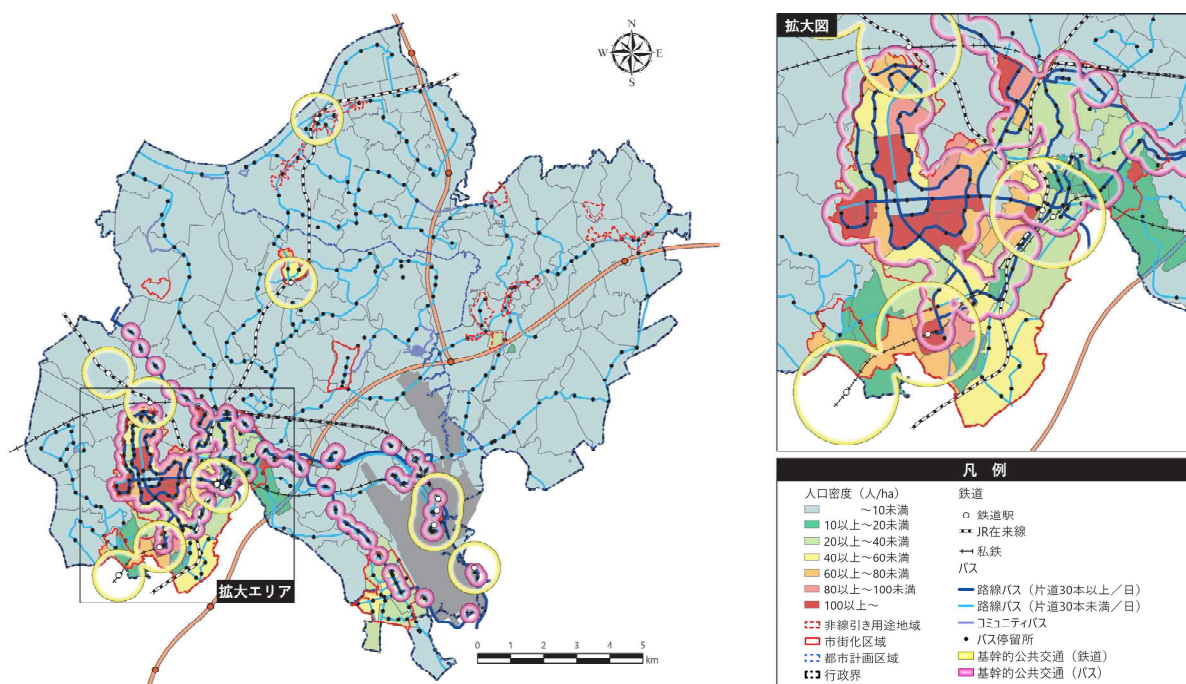 N
W E
S
拡大エリア
0 1 2 3 4 5
km
拡大図
凡 例
人口密度（人/ha）
～10未満
10以上～20未満
20以上～40未満
40以上～60未満
60以上～80未満
80以上～100未満
100以上～
非線引き用途地域
市街化区域
都市計画区域
行政界
鉄道
鉄道駅
JR在来線
私鉄
バス
路線バス（片道30本以上／日）
路線バス（片道30本未満／日）
コミュニティバス
バス停留所
基幹的公共交通（鉄道）
基幹的公共交通（バス）